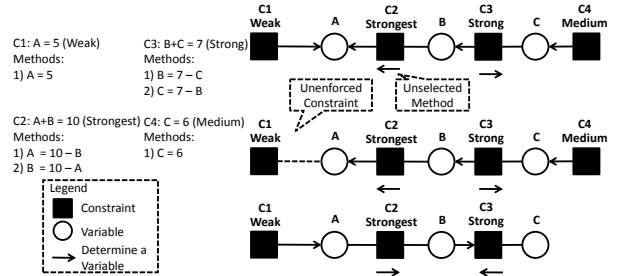 C1: A = 5 (Weak)
Methods:
1) A = 5
C3: B+C = 7 (Strong)
Methods:
1) B = 7 – C
2) C = 7 – B
C2: A+B = 10 (Strongest)
Methods:
1) A = 10 – B
2) B = 10 – A
C4: C = 6 (Medium)
Methods:
1) C = 6
Legend
Constraint
Variable
Determine a
Variable
C1
Weak
A
C2
Strongest
B
C3
Strong
C
C4
Medium
Unenforced
Constraint
Unselected
Method
C1
Weak
A
C2
Strongest
B
C3
Strong
C
C4
Medium
C1
Weak
A
C2
Strongest
B
C3
Strong
C